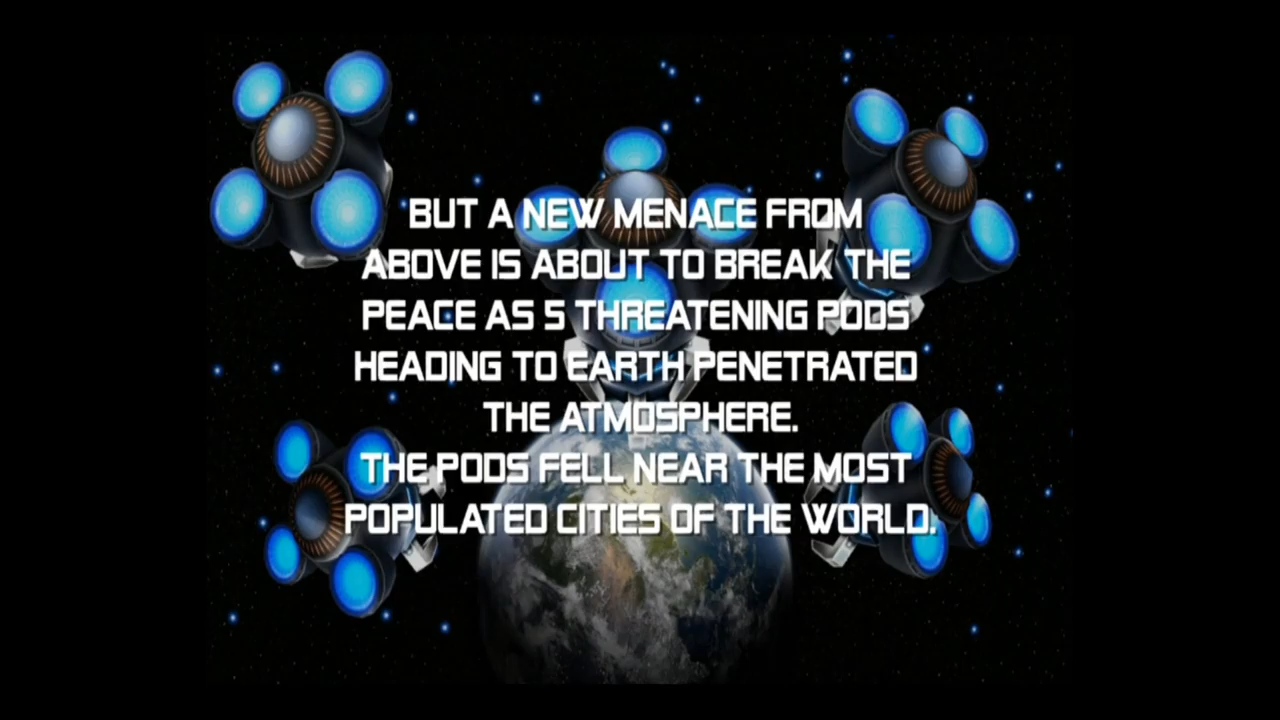 BUT A NEW MENACE FROM
ABOVE IS ABOUT TO BREAK THE
PEACE AS 5 THREATENING PODS
HEADING TO EARTH PENETRATED
THE ATMOSPHERE.
THE PODS FELL NEAR THE MOST
POPULATED CITIES OF THE WORLD.